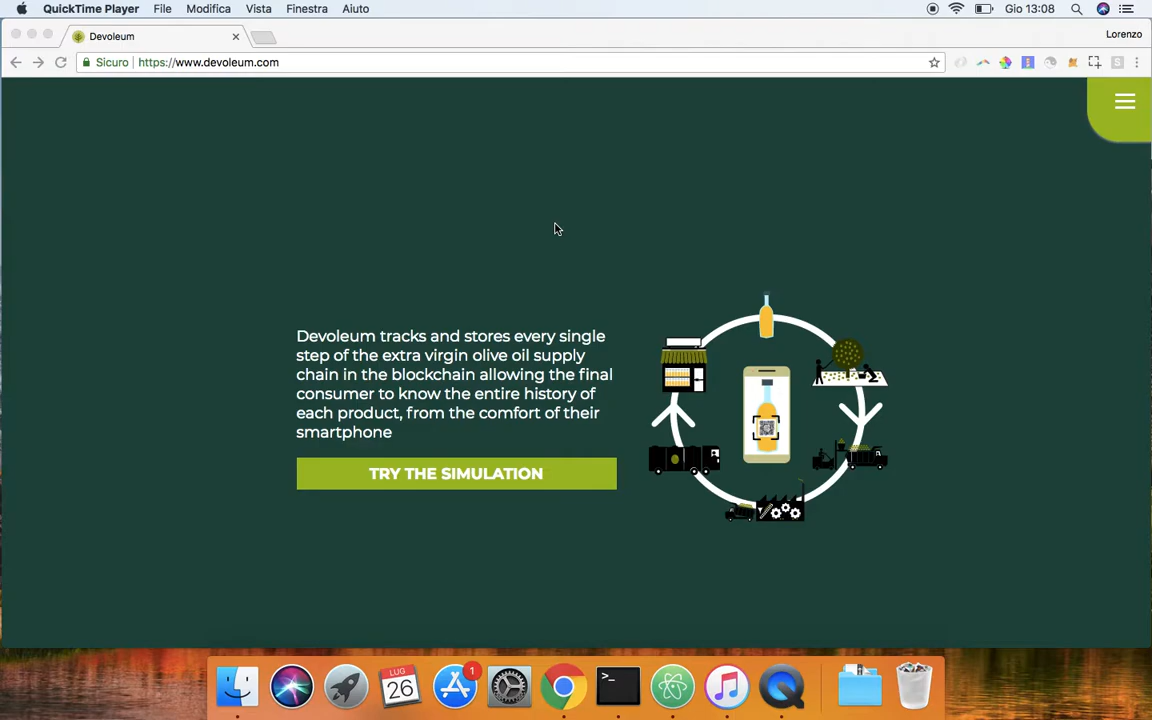 QuickTime Player File Modifica Vista Finestra Aiuto Gio 13:08
Devoleum
Lorenzo
Sicuro https://www.devoleum.com
Devoleum tracks and stores every single
step of the extra virgin olive oil supply
chain in the blockchain allowing the final
consumer to know the entire history of
each product, from the comfort of their
smartphone
TRY THE SIMULATION
LUG
26
1
>_